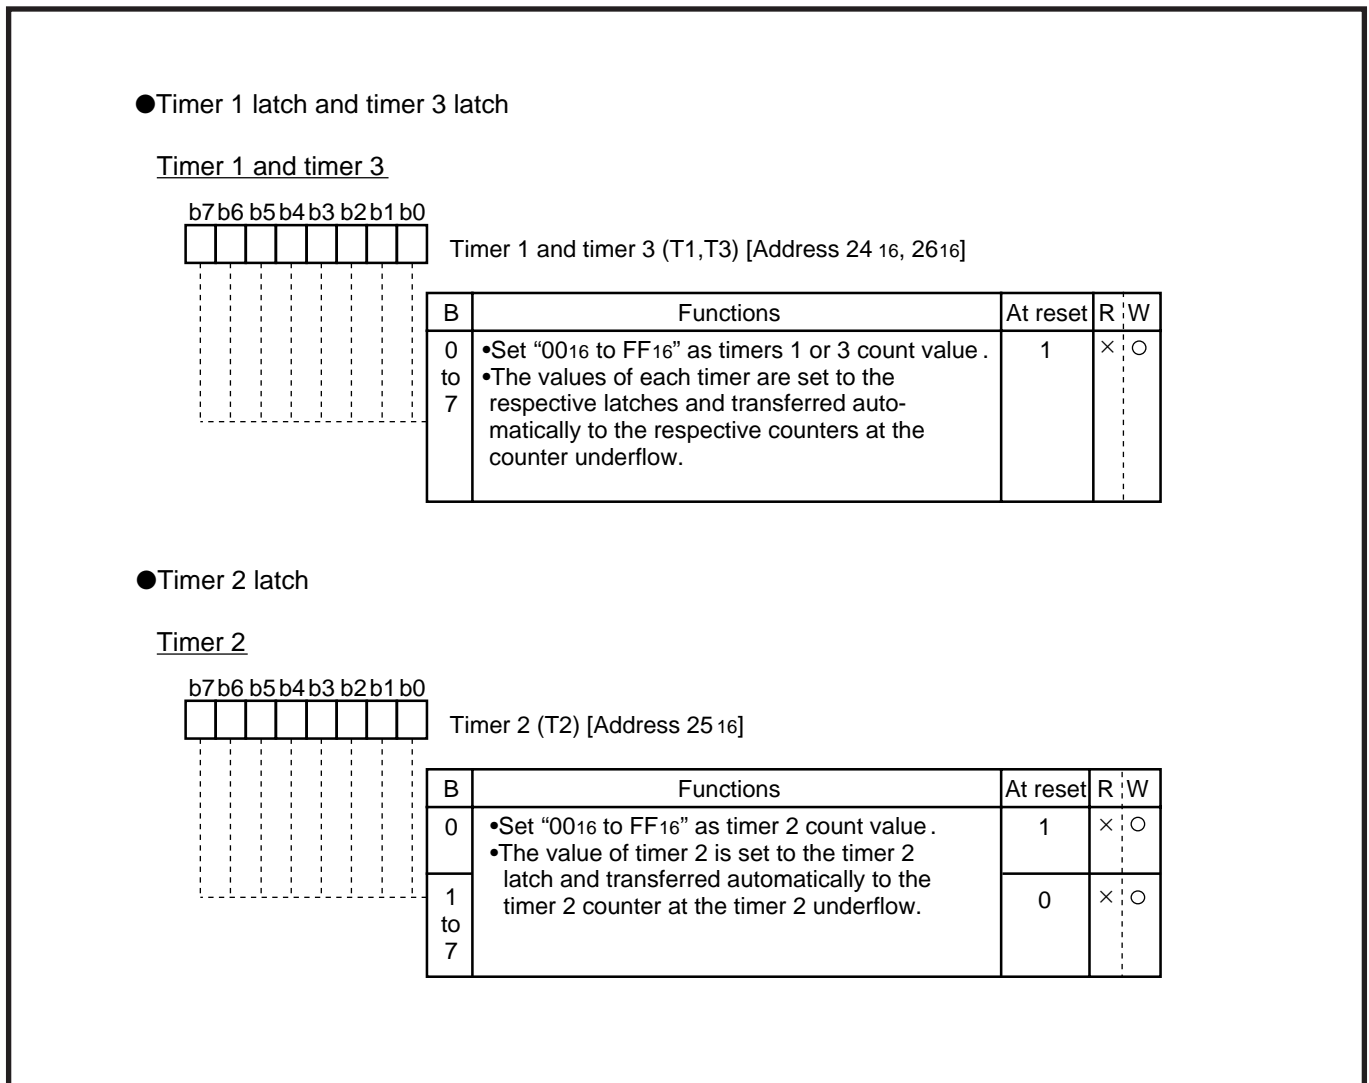 ●Timer 1 latch and timer 3 latch
Timer 1 and timer 3
b7 b6 b5 b4 b3 b2 b1 b0
Timer 1 and timer 3 (T1,T3) [Address 24 16, 2616]
B Functions At reset R W
0 to 7
•Set “0016 to FF16” as timers 1 or 3 count value .
•The values of each timer are set to the
respective latches and transferred auto-
matically to the respective counters at the
counter underflow.
1 × ○
●Timer 2 latch
Timer 2
b7 b6 b5 b4 b3 b2 b1 b0
Timer 2 (T2) [Address 25 16]
B Functions At reset R W
0
•Set “0016 to FF16” as timer 2 count value .
•The value of timer 2 is set to the timer 2
latch and transferred automatically to the
timer 2 counter at the timer 2 underflow.
1 × ○
1 to 7
0 × ○